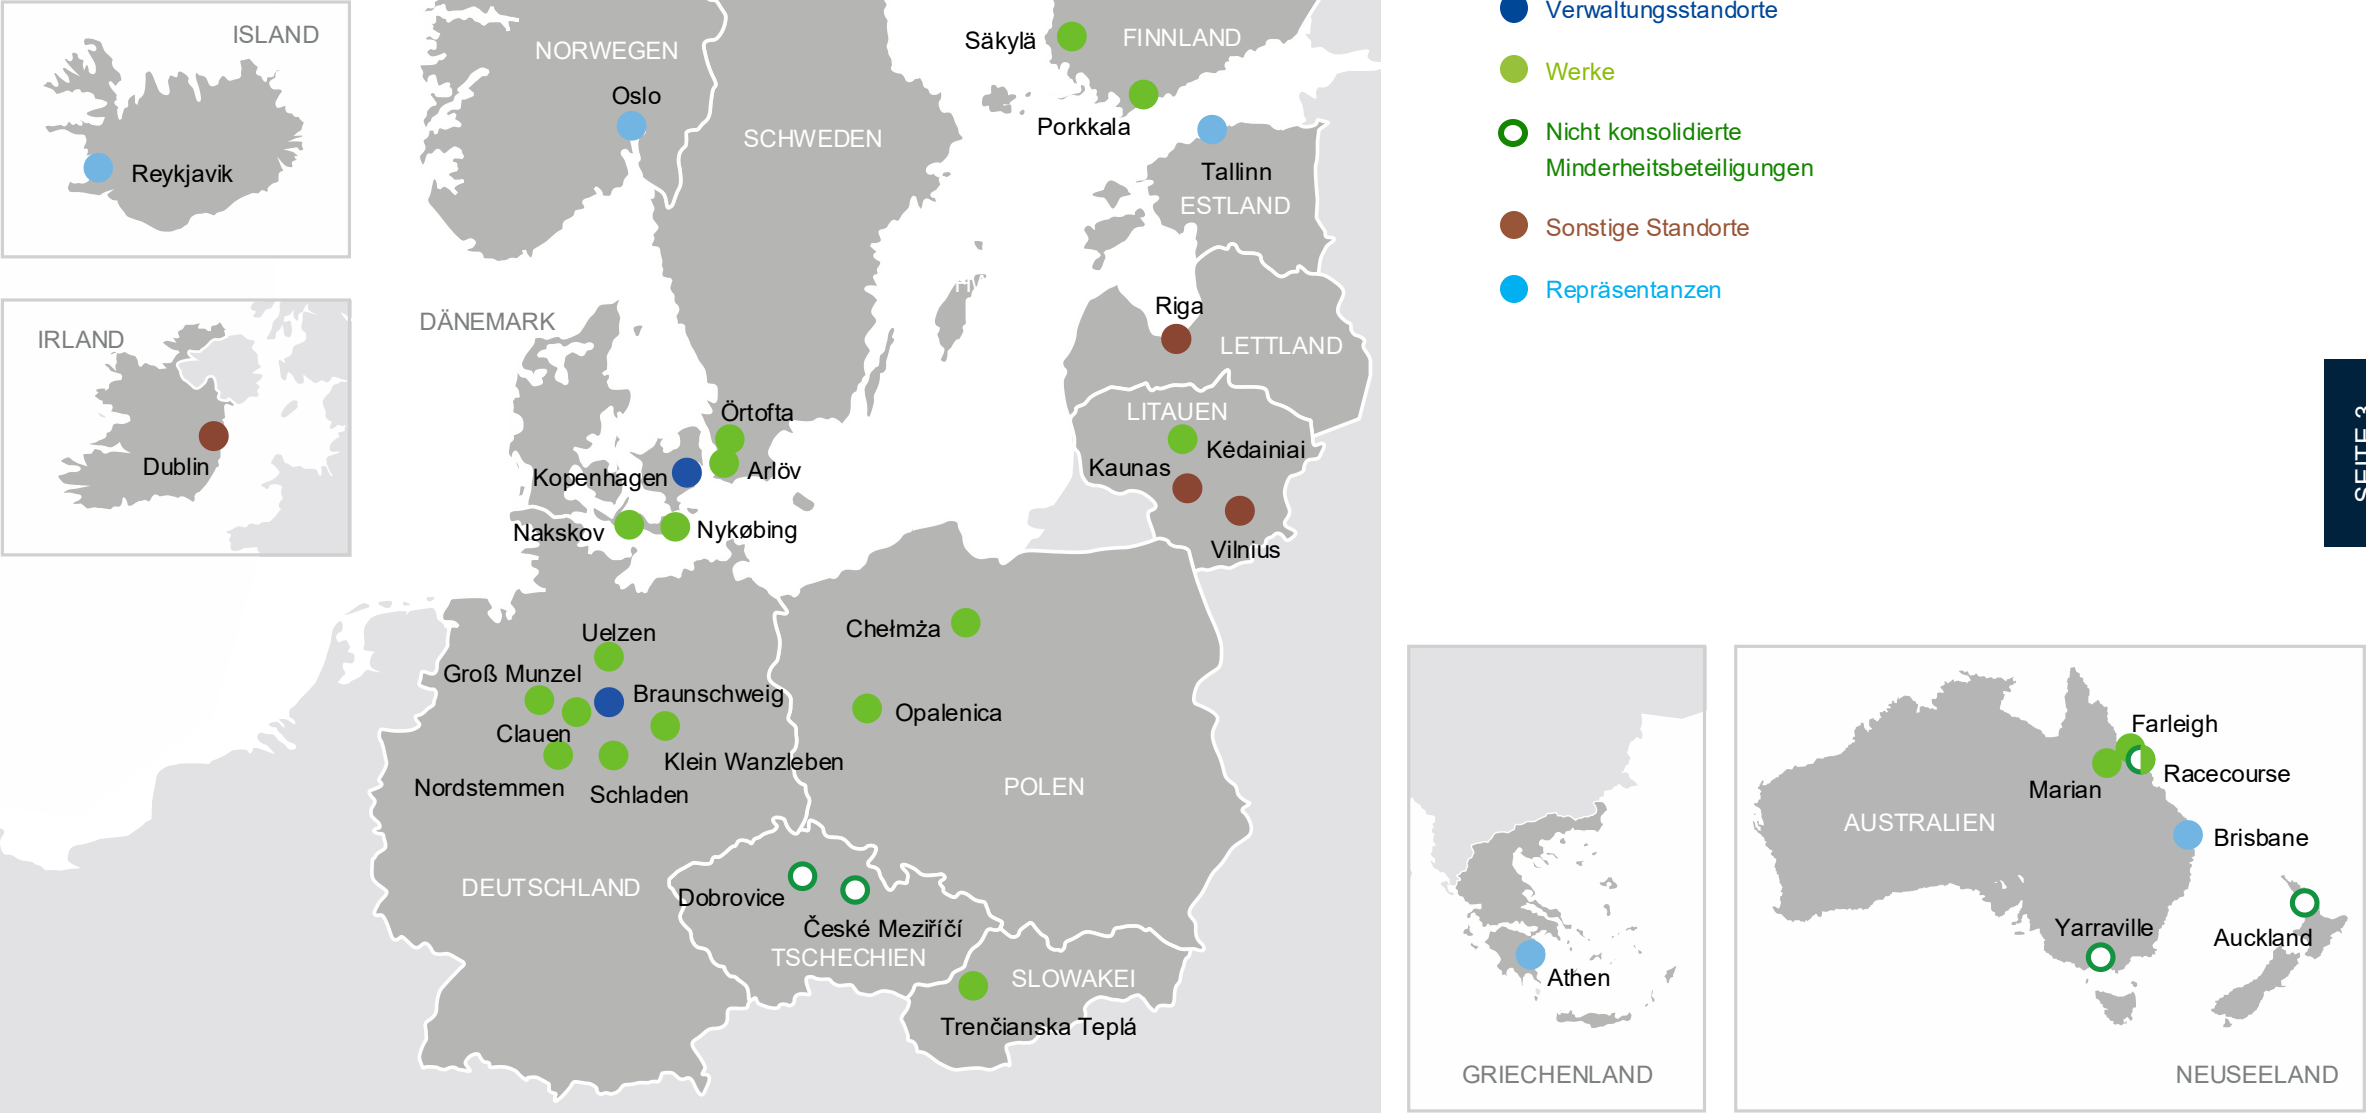 ISLAND
Reykjavik
IRLAND
Dublin
NORWEGEN
Oslo
SCHWEDEN
Säkylä
FINNLAND
Porkkala
Tallinn
ESTLAND
Riga
LETTLAND
DÄNEMARK
LITAUEN
Kėdainiai
Kaunas
Vilnius
Örtofta
Kopenhagen
Arlöv
Nakskov
Nykøbing
Uelzen
Groß Munzel
Braunschweig
Clauen
Klein Wanzleben
Nordstemmen
Schladen
DEUTSCHLAND
Chełmża
Opalenica
POLEN
Dobrovice
České Meziříčí
TSCHECHIEN
SLOWAKEI
Trenčianska Teplá
Verwaltungsstandorte
Werke
Nicht konsolidierte
Minderheitsbeteiligungen
Sonstige Standorte
Repräsentanzen
SEITE 3
Athen
GRIECHENLAND
Farleigh
Racecourse
Marian
AUSTRALIEN
Brisbane
Yarraville
Auckland
NEUSEELAND